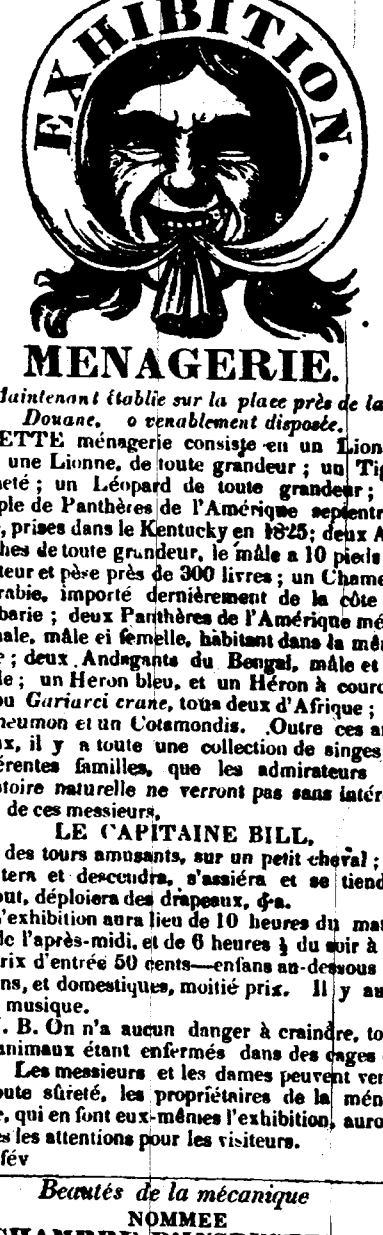 EXHIBITION.
MENAGERIE.
Maintenant établie sur la place près de la
Douane, o venablement disposée.
ETTE ménagerie consiste en un Lion
une Lionne, de toute grandeur ; un Tig
neté ; un Léopard de toute grandeur ;
ple de Panthères de l'Amérique septentr
, prises dans le Kentucky en 1825; deux A
hes de toute grandeur, le mâle a 10 pieds
teur et pèse près de 300 livres ; un Chame
rabie, importé dernièrement de la côte
barie ; deux Panthères de l'Amérique mé
nale, mâle ei femelle, habitant dans la mê
e ; deux Andagants du Bengal, mâle et
le ; un Heron bleu, et un Héron à cour
ou Gariarci crane, tous deux d'Afrique ;
neumon et un Cotamondis. Outre ces a
ux, il y a toute une collection de singes
érentes familles, que les admirateurs
toire naturelle ne verront pas sans intér
de ces messieurs,
LE CAPITAINE BILL,
des tours amusants, sur un petit cheval ;
tera et descendra, s'assiéra et se tiend
out, déploiera des drapeaux, &a.
'exhibition aura lieu de 10 heures du mat
de l'après-midi, et de 6 heures ½ du soir à
rix d'entrée 50 cents—enfans au-dessous
ns, et domestiques, moitié prix. Il y au
musique.
. B. On n'a aucun danger à craindre, to
animaux étant enfermés dans des cages
Les messieurs et les dames peuvent ven
oute sûreté, les propriétaires de la mén
e, qui en font eux-mêmes l'exhibition, auro
es les attentions pour les visiteurs.
fév
Beautés de la mécanique
NOMMEE